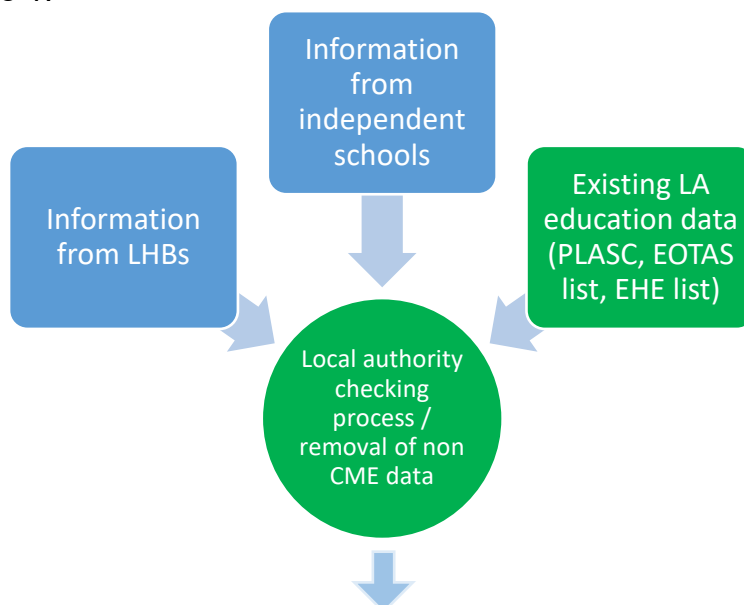 Information
from
independent
schools
Information
from LHBs
Existing LA
education data
(PLASC, EOTAS
list, EHE list)
Local authority
checking
process /
removal of non
CME data